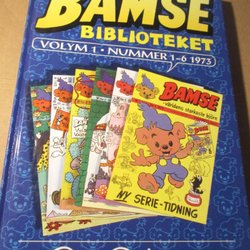 BAMSE
BIBLIOTEKET
VOLYM 1 • NUMMER 1-6 1973
BAMSE
världens starkaste björn
NY SERIE-TIDNING